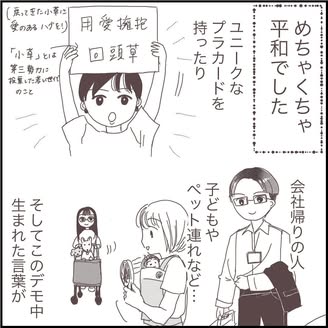 めちゃくちゃ
平和でした
ユニークな
プラカードを
持ったり
用愛擁抱
回頭草
(戻ってきた小草に
愛のあるハグを!)
「小草」とは
第三勢力に
投票した若い世代
のこと
会社帰りの人
子どもや
ペット連れなど…
そしてこのデモ中
生まれた言葉が